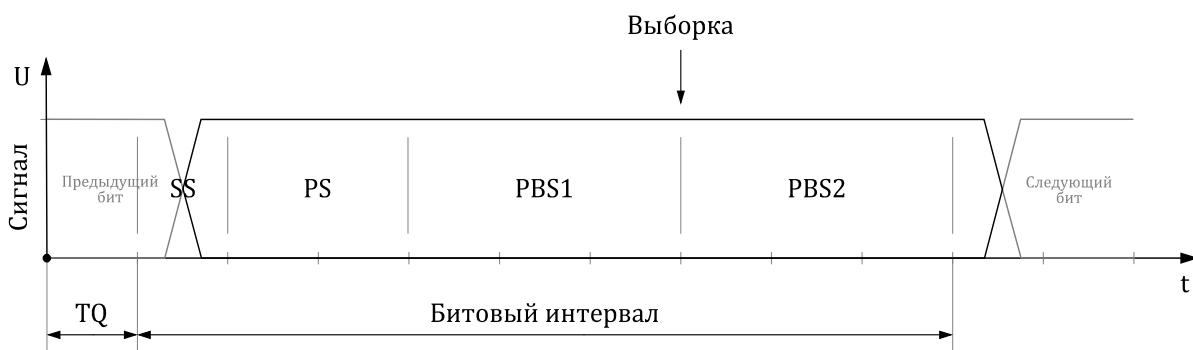 Выборка
U
Сигнал
Предыдущий
бит
SS
PS
PBS1
PBS2
Следующий
бит
t
TQ
Битовый интервал